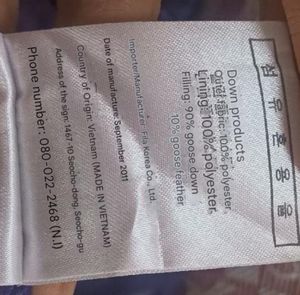 섬유혼용율
Down products
Outer fabric: 100% polyester,
Lining: 100% polyester,
Filling: 90% goose down
10% goose feather
Importer/Manufacturer: Fila Korea Co., Ltd.
Date of manufacture: September 2011
Country of Origin: Vietnam (MADE IN VIETNAM)
Address of the sign: 1467-10 Seocho-dong, Seocho-gu
Phone number: 080-022-2468 (N.I)